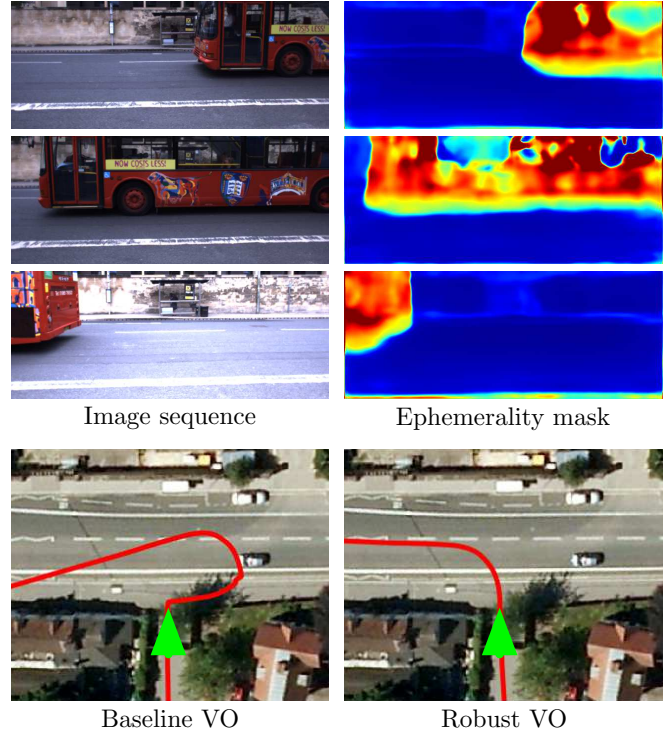 NOW COSTS LESS!
NOW COSTS LESS!
Image sequence
Ephemerality mask
Baseline VO
Robust VO